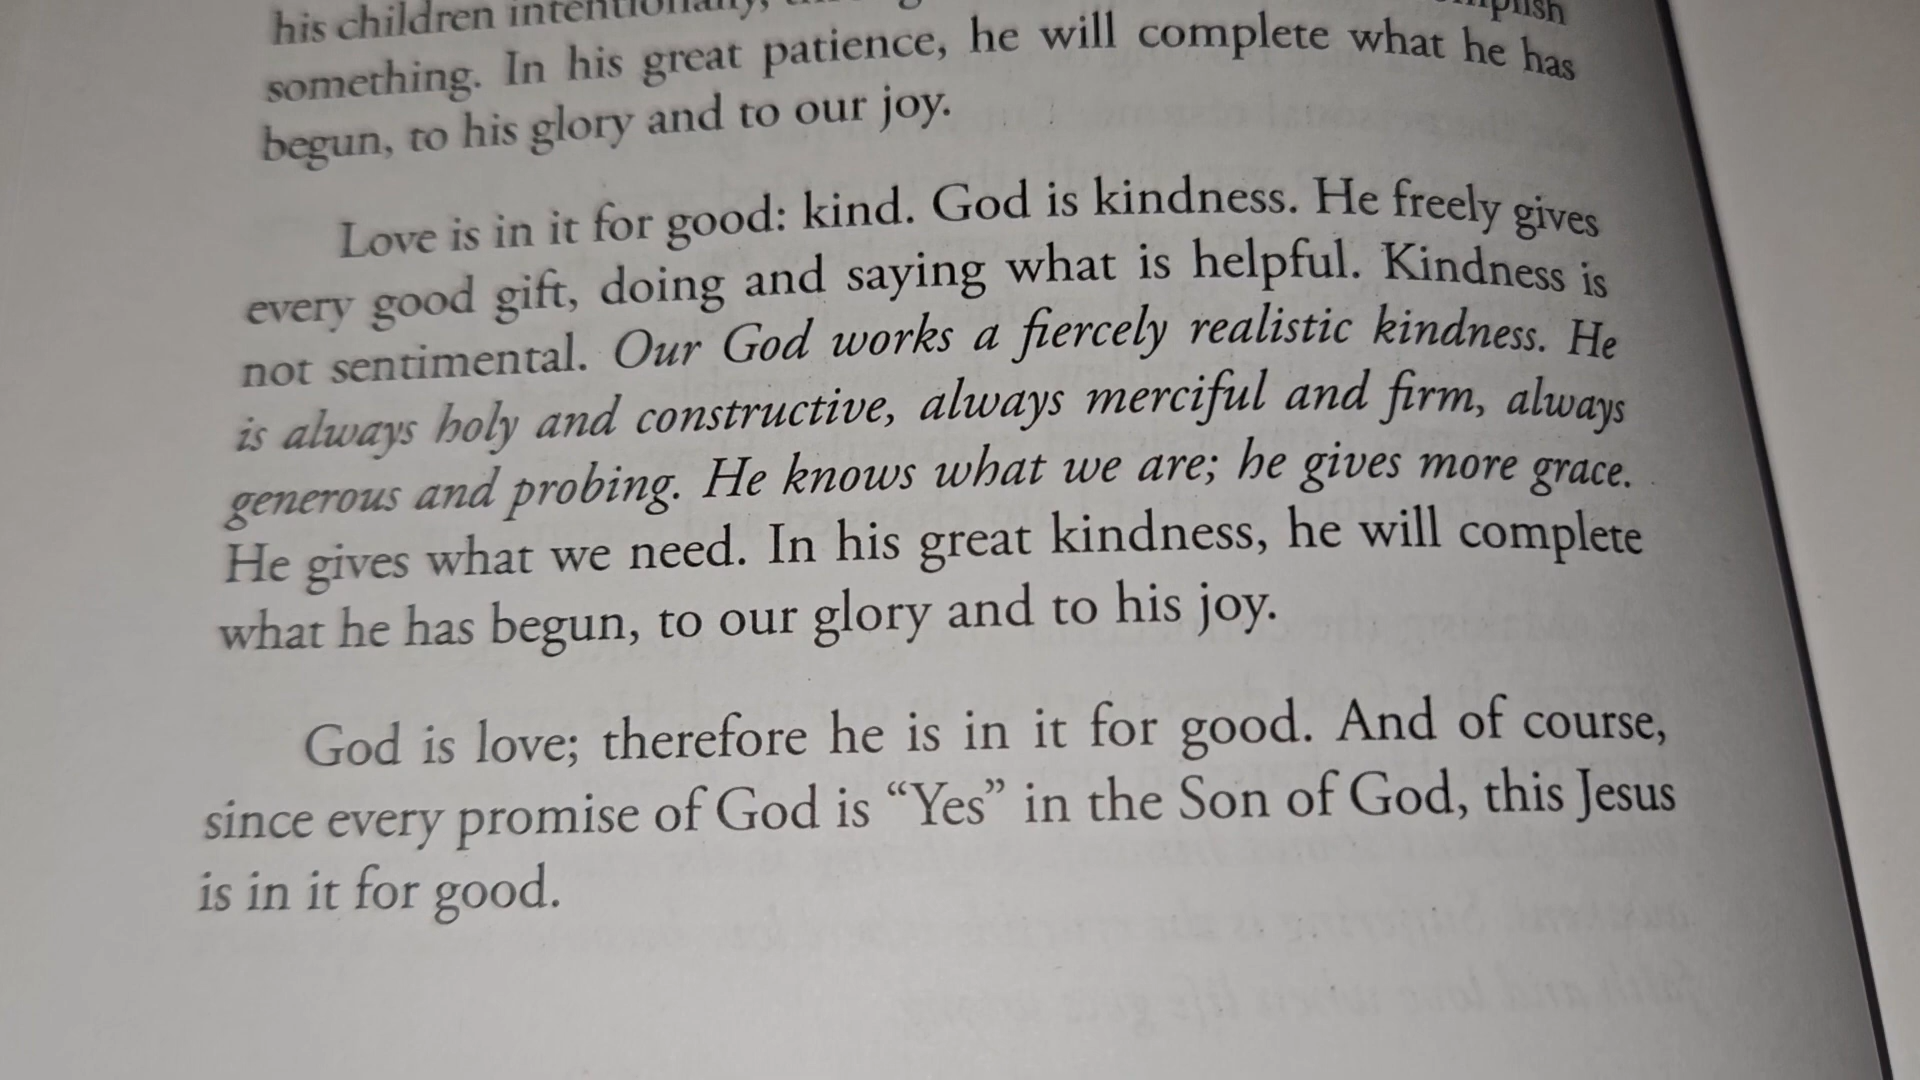 his children intentionally,
something. In his great patience, he will complete what he has
begun, to his glory and to our joy.
Love is in it for good: kind. God is kindness. He freely gives
every good gift, doing and saying what is helpful. Kindness is
not sentimental. Our God works a fiercely realistic kindness. He
is always holy and constructive, always merciful and firm, always
generous and probing. He knows what we are; he gives more grace.
He gives what we need. In his great kindness, he will complete
what he has begun, to our glory and to his joy.
God is love; therefore he is in it for good. And of course,
since every promise of God is “Yes” in the Son of God, this Jesus
is in it for good.